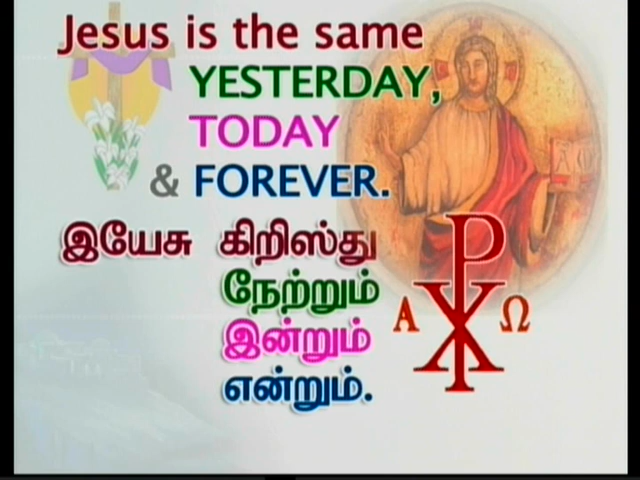 Jesus is the same
YESTERDAY,
TODAY
& FOREVER.
இயேசு கிறிஸ்து
நேற்றும்
இன்றும்
என்றும்.
Α Ω